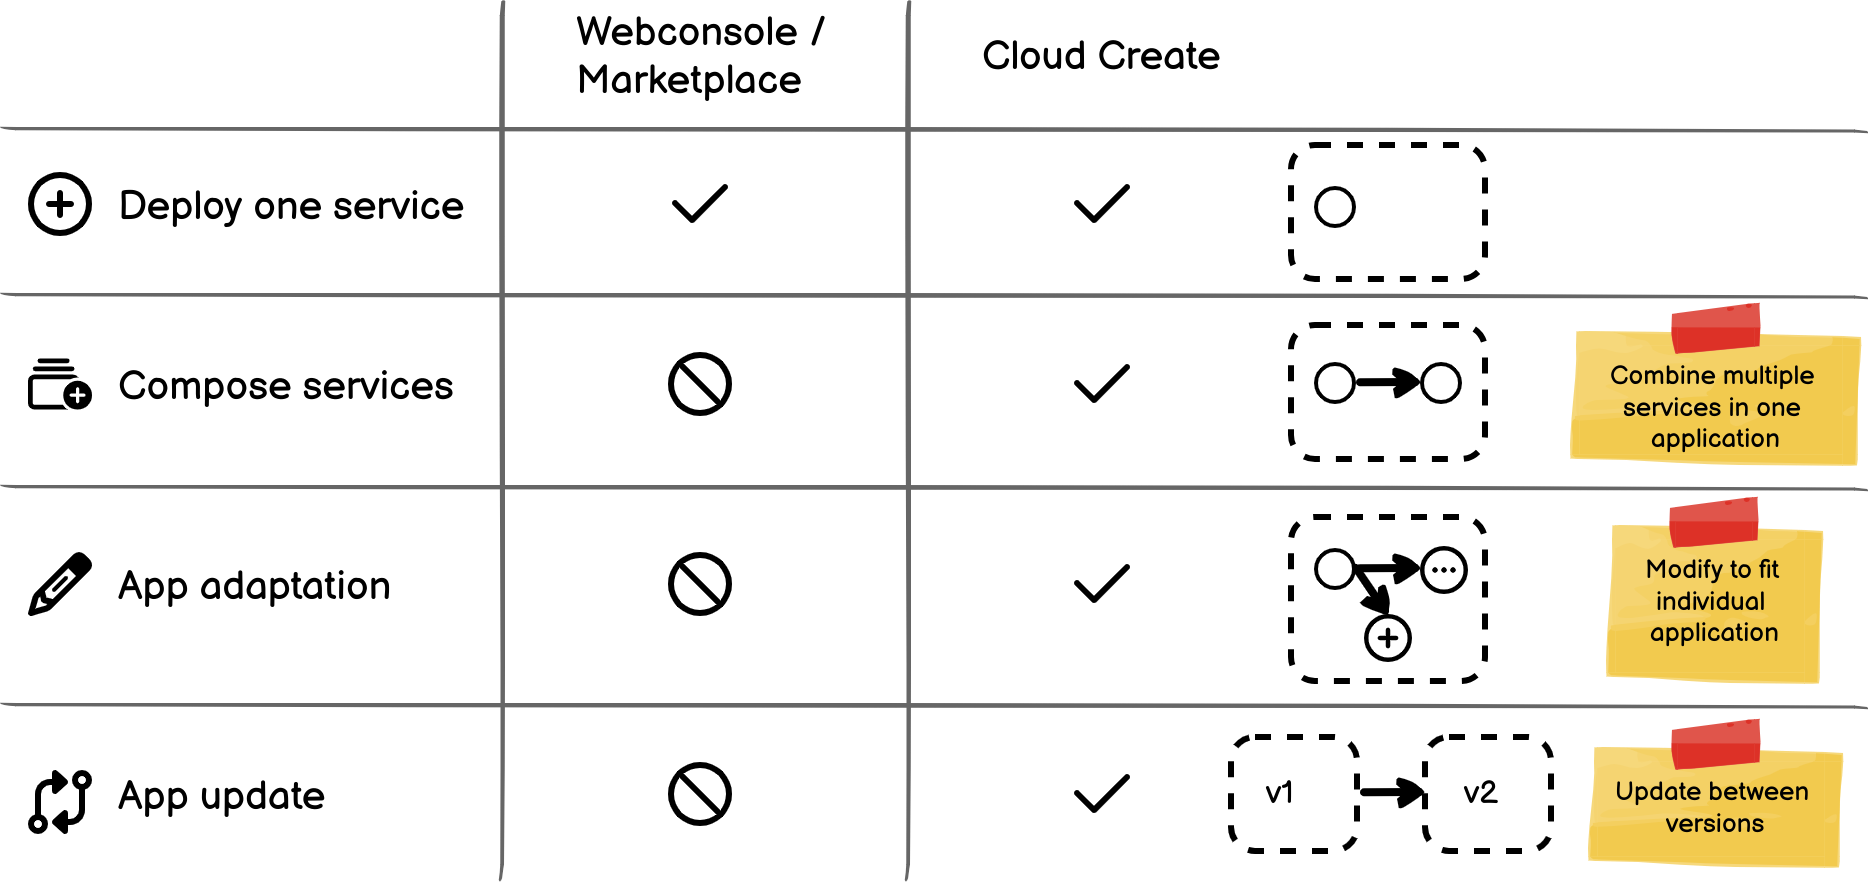 Webconsole /
Marketplace
Cloud Create
Deploy one service
Compose services
Combine multiple
services in one
application
App adaptation
Modify to fit
individual
application
App update
v1
v2
Update between
versions